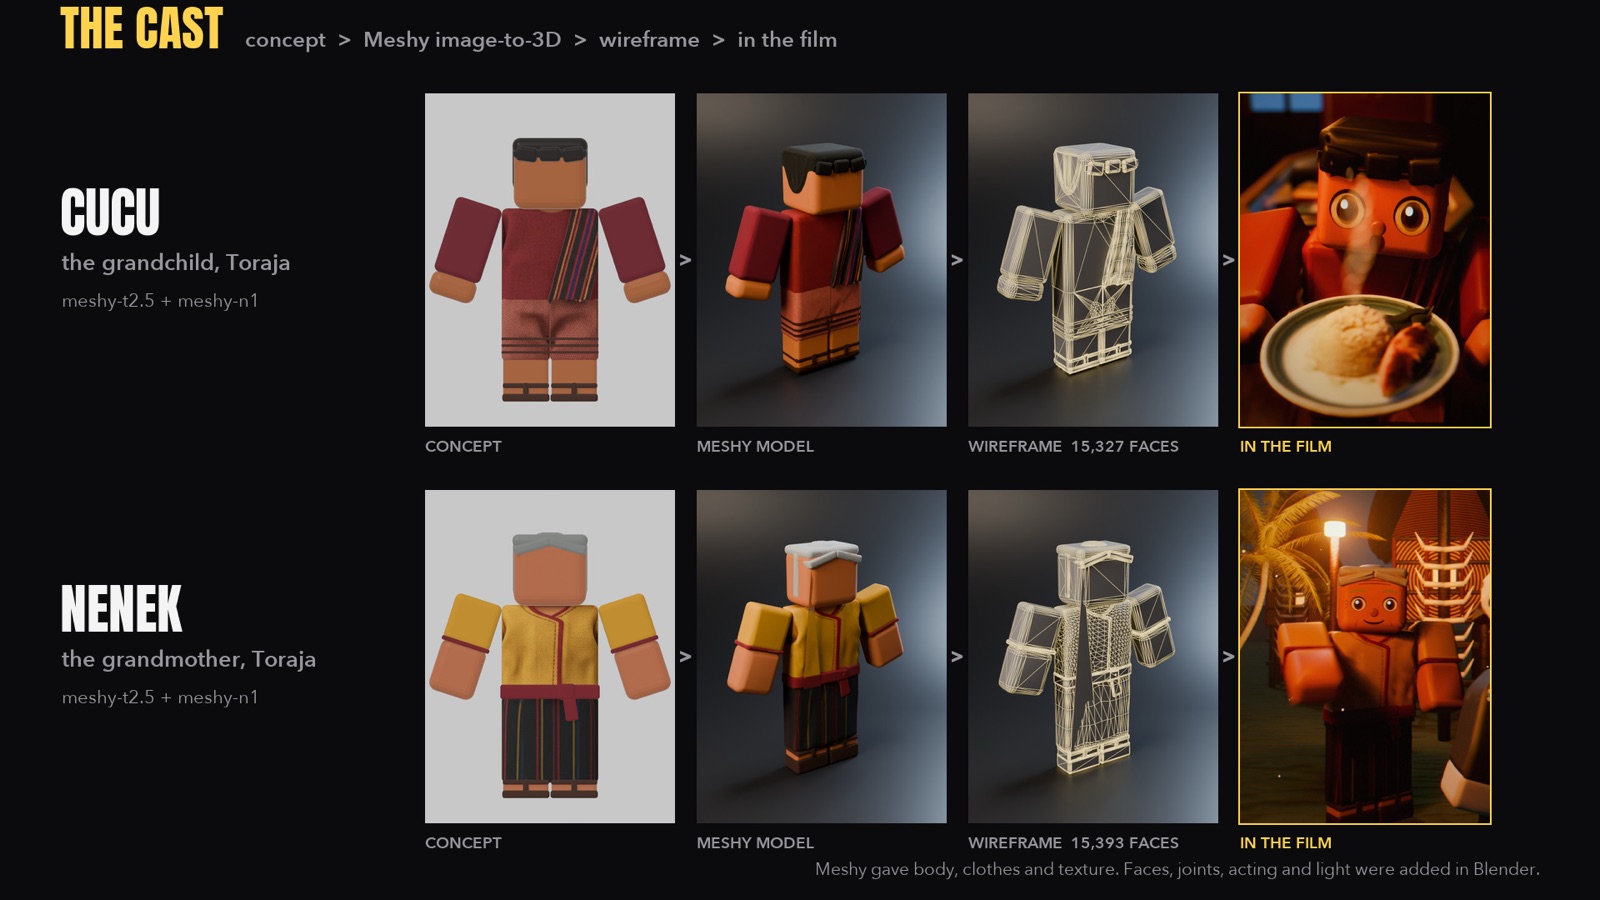 THE CAST
concept > Meshy image-to-3D > wireframe > in the film
CUCU
the grandchild, Toraja
meshy-t2.5 + meshy-n1
>
>
>
CONCEPT
MESHY MODEL
WIREFRAME 15,327 FACES
IN THE FILM
NENEK
the grandmother, Toraja
meshy-t2.5 + meshy-n1
>
>
>
CONCEPT
MESHY MODEL
WIREFRAME 15,393 FACES
IN THE FILM
Meshy gave body, clothes and texture. Faces, joints, acting and light were added in Blender.